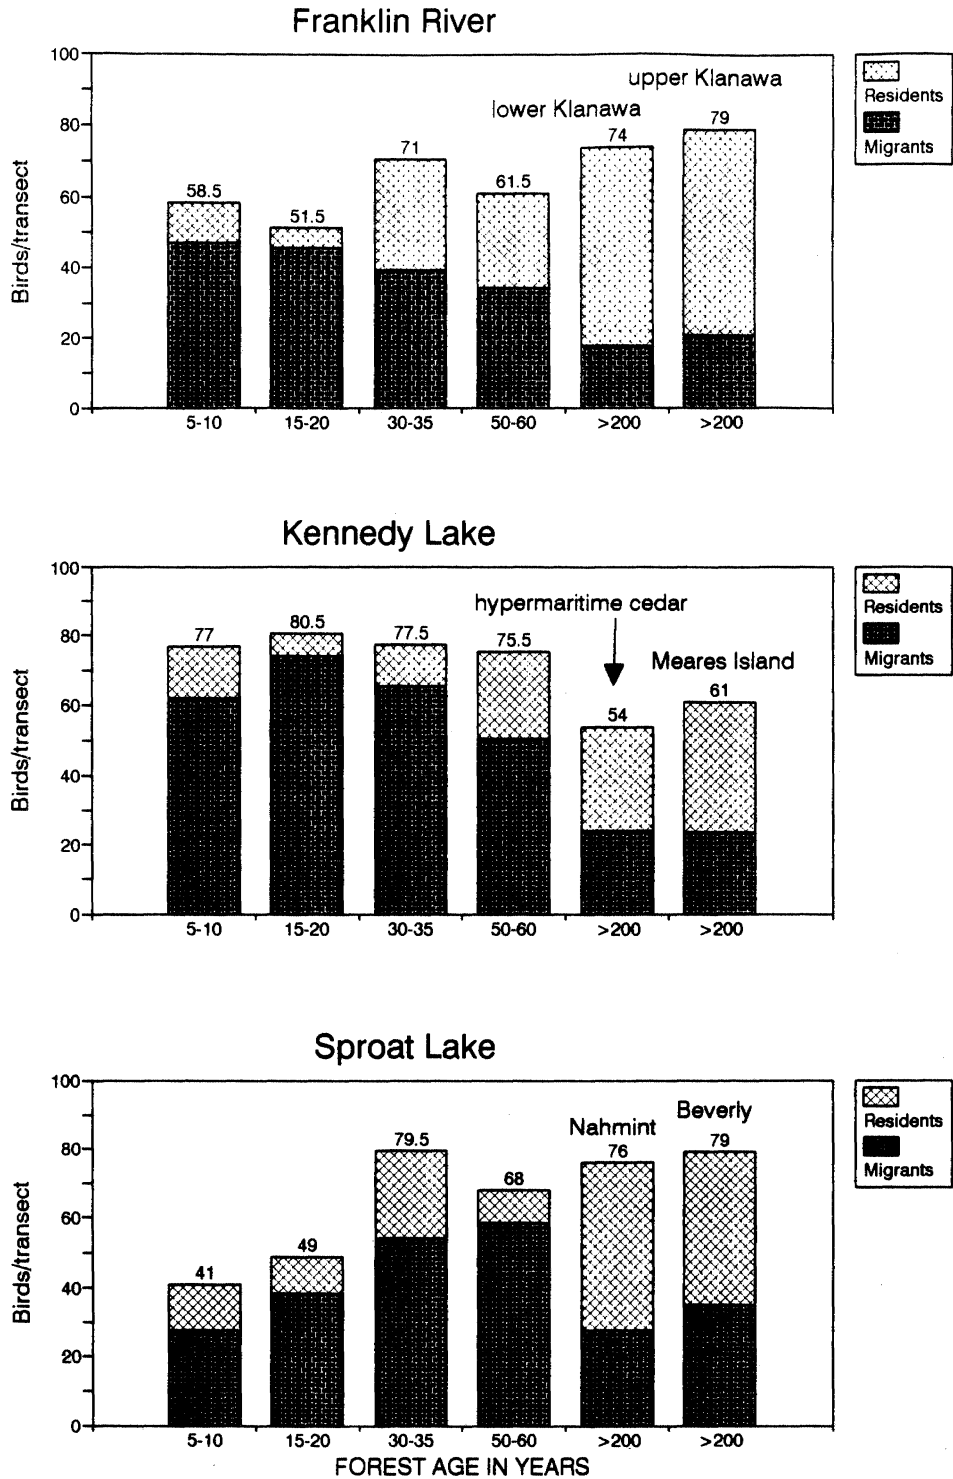 Franklin River
100
80
60
40
20
0
Birds/transect
58.5
51.5
71
61.5
lower Klanawa
74
upper Klanawa
79
5-10
15-20
30-35
50-60
>200
>200
Residents
Migrants
Kennedy Lake
100
80
60
40
20
0
Birds/transect
77
80.5
77.5
75.5
hypermaritime cedar
54
Meares Island
61
5-10
15-20
30-35
50-60
>200
>200
Residents
Migrants
Sproat Lake
100
80
60
40
20
0
Birds/transect
41
49
79.5
68
Nahmint
76
Beverly
79
5-10
15-20
30-35
50-60
>200
>200
FOREST AGE IN YEARS
Residents
Migrants